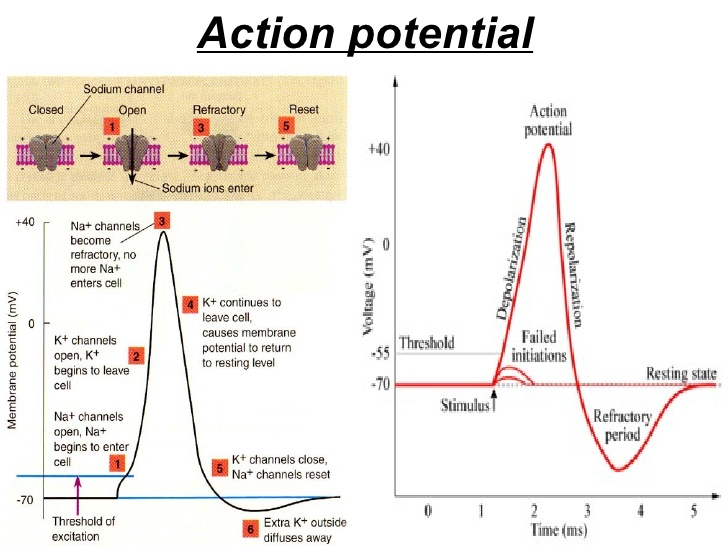 Action potential
Sodium channel
Closed
Open
Refractory
Reset
1
3
5
+
+
-
-
-
-
+
+
Sodium ions enter
+40
0
-70
Membrane potential (mV)
Na+ channels
become
refractory, no
more Na+
enters cell
3
4
K+ continues to
leave cell,
causes membrane
potential to return
to resting level
K+ channels
open, K+
begins to leave
cell
2
Na+ channels
open, Na+
begins to enter
cell
1
5
K+ channels close,
Na+ channels reset
Threshold of
excitation
6
Extra K+ outside
diffuses away
Action
potential
+40
0
-55
-70
Voltage (mV)
Depolarization
Repolarization
Threshold
Failed
initiations
Resting state
Stimulus
Refractory
period
0
1
2
3
4
5
Time (ms)